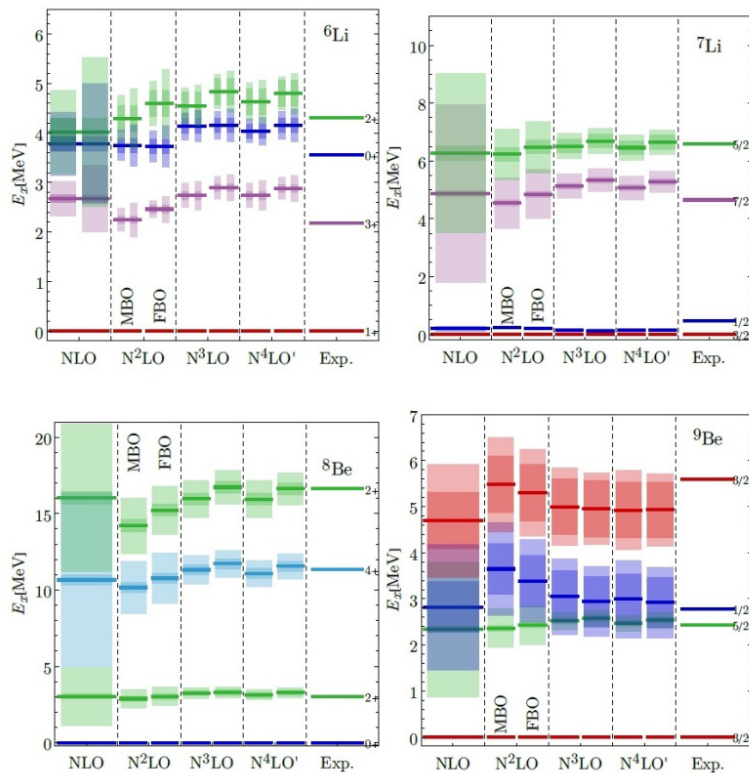 ⁶Li
Eₓ[MeV]
6
5
4
3
2
1
0
2+
0+
3+
1+
MBO
FBO
NLO N²LO N³LO N⁴LO' Exp.
⁷Li
Eₓ[MeV]
10
8
6
4
2
0
5/2
7/2
1/2
3/2
MBO
FBO
NLO N²LO N³LO N⁴LO' Exp.
⁸Be
Eₓ[MeV]
20
15
10
5
0
2+
4+
2+
0+
MBO
FBO
NLO N²LO N³LO N⁴LO' Exp.
⁹Be
Eₓ[MeV]
7
6
5
4
3
2
1
0
3/2
1/2
5/2
3/2
MBO
FBO
NLO N²LO N³LO N⁴LO' Exp.